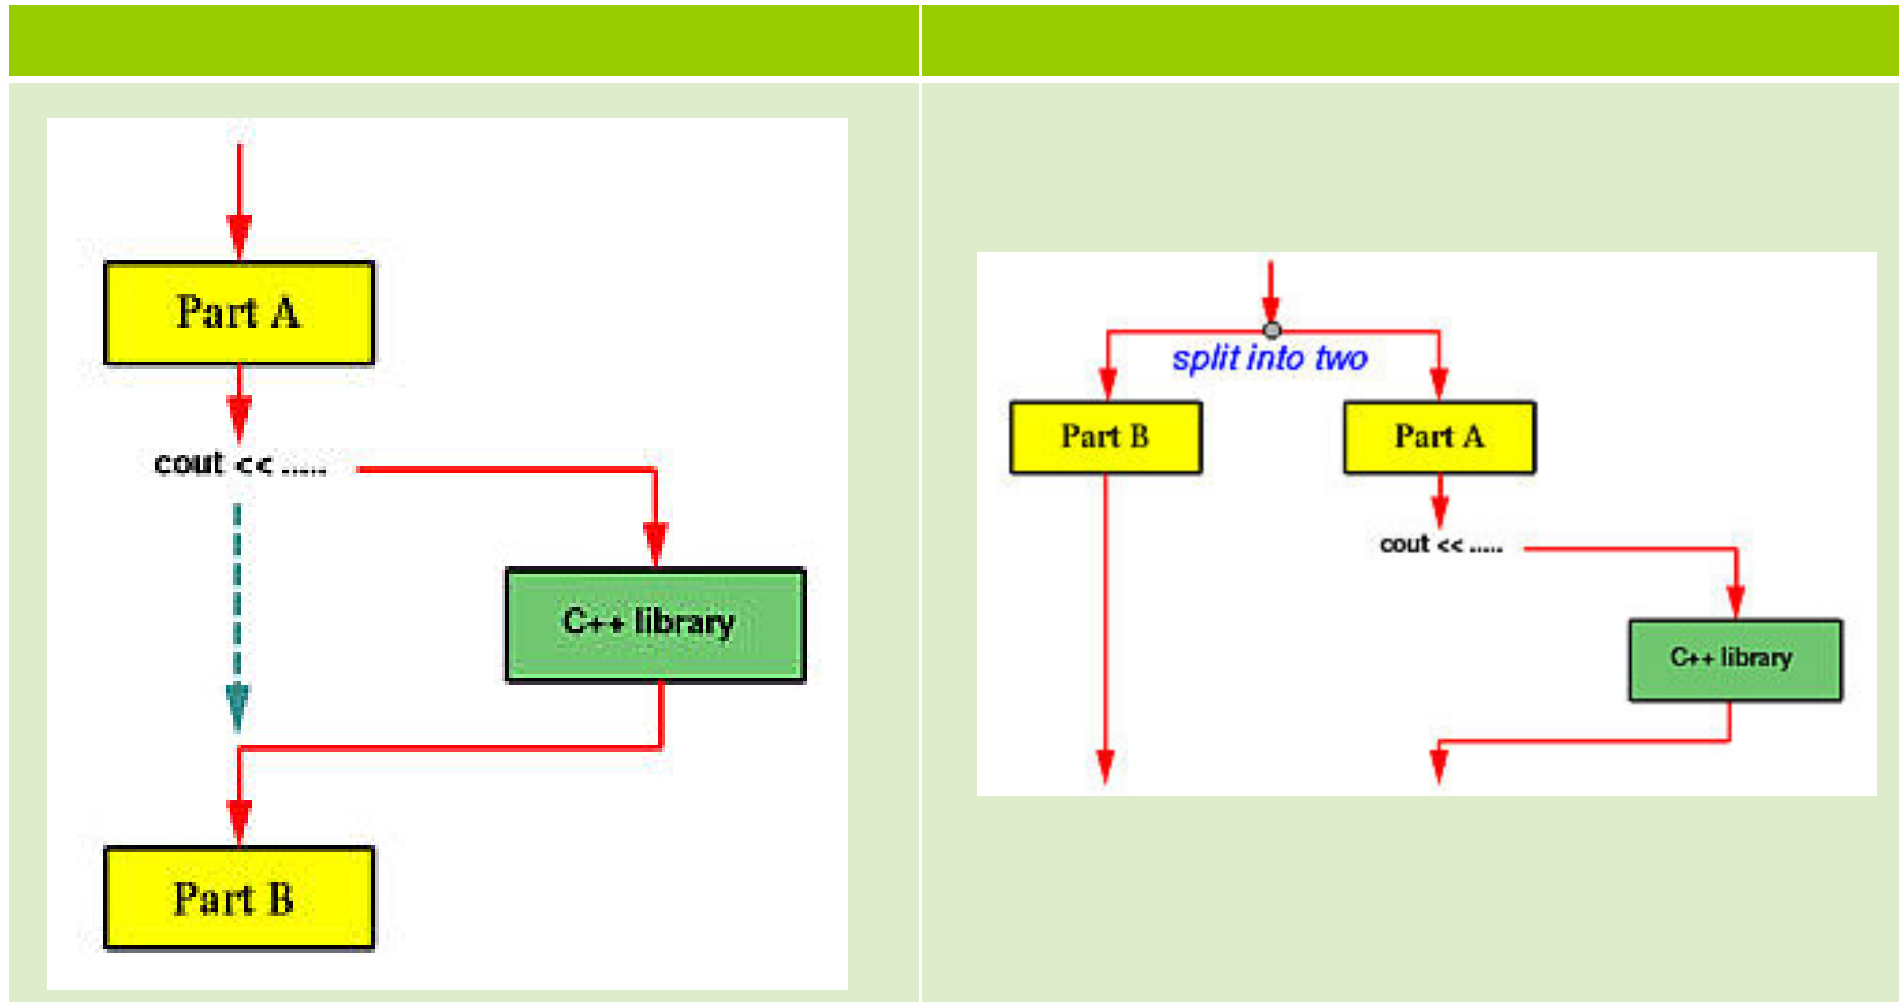 Part A
cout << .....
C++ library
Part B
split into two
Part B
Part A
cout << .....
C++ library